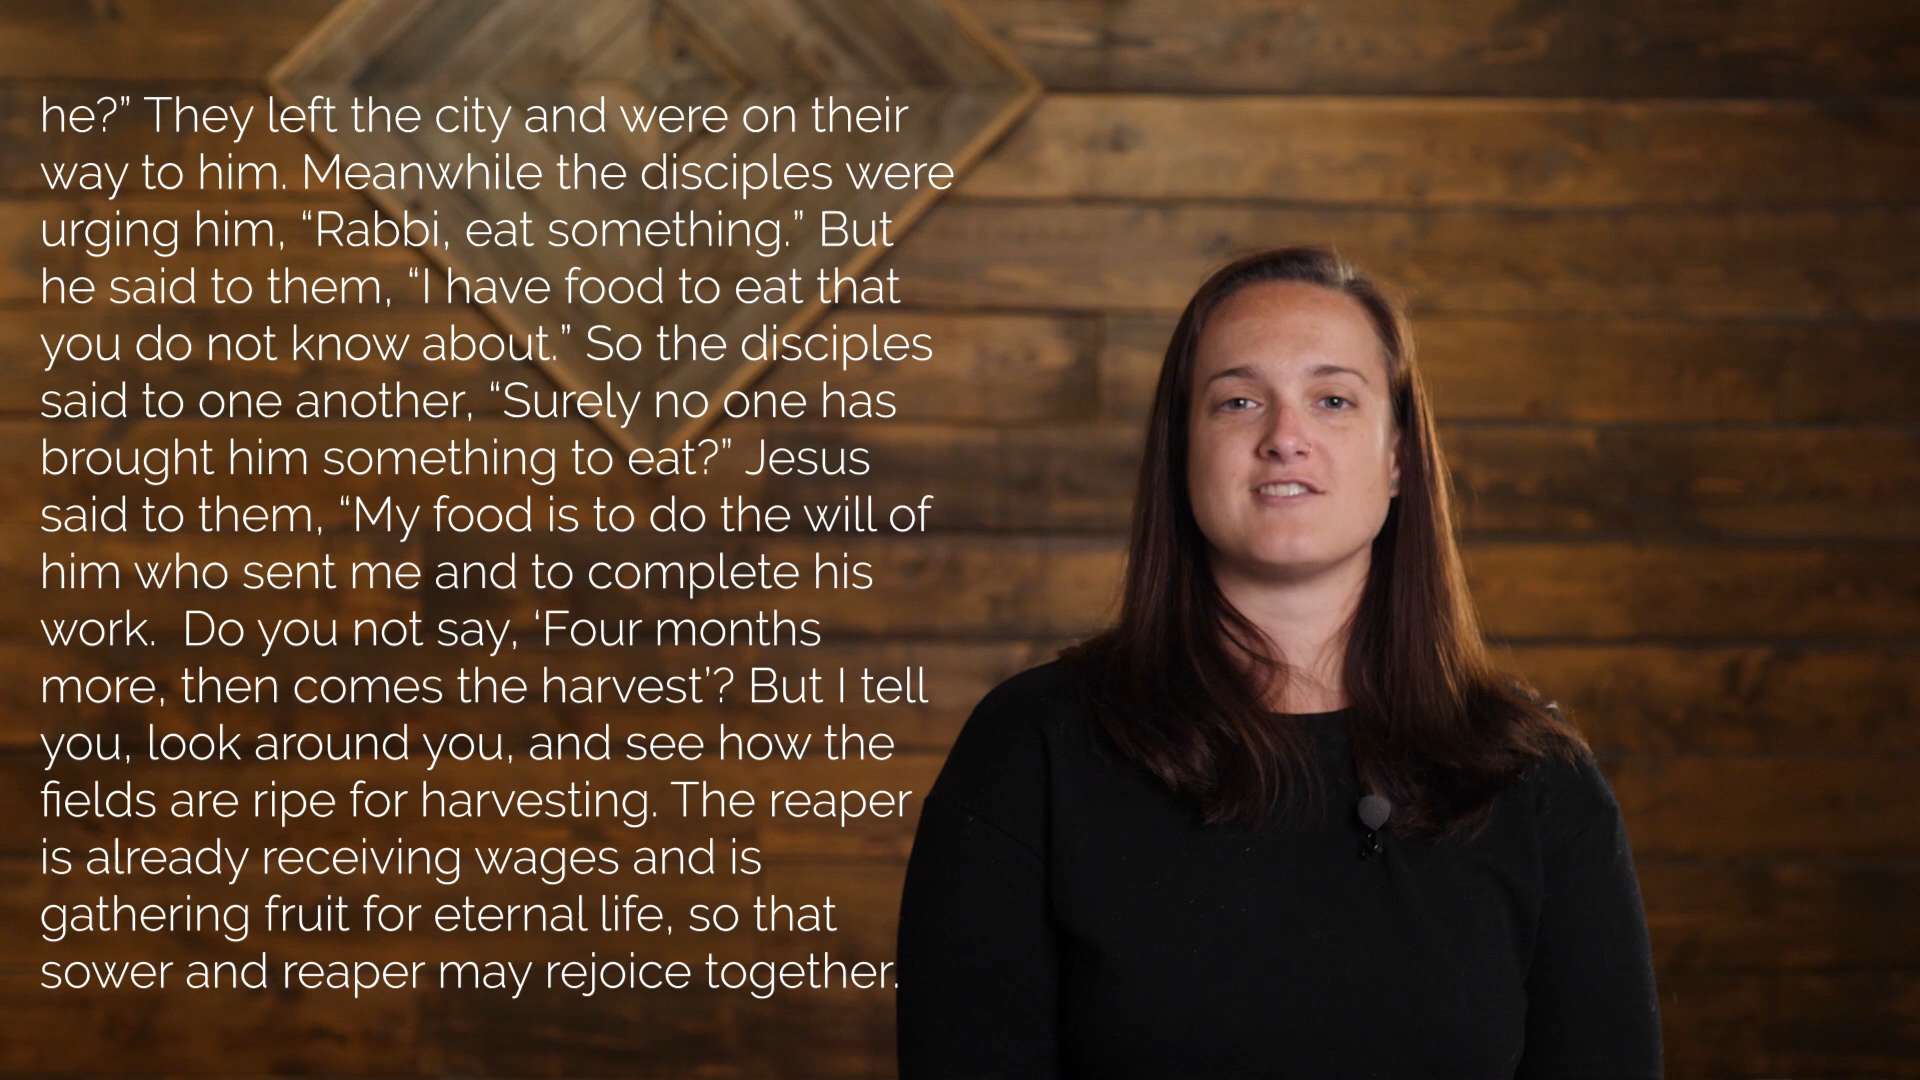 he?” They left the city and were on their
way to him. Meanwhile the disciples were
urging him, “Rabbi, eat something.” But
he said to them, “I have food to eat that
you do not know about.” So the disciples
said to one another, “Surely no one has
brought him something to eat?” Jesus
said to them, “My food is to do the will of
him who sent me and to complete his
work.  Do you not say, ‘Four months
more, then comes the harvest’? But I tell
you, look around you, and see how the
fields are ripe for harvesting. The reaper
is already receiving wages and is
gathering fruit for eternal life, so that
sower and reaper may rejoice together.